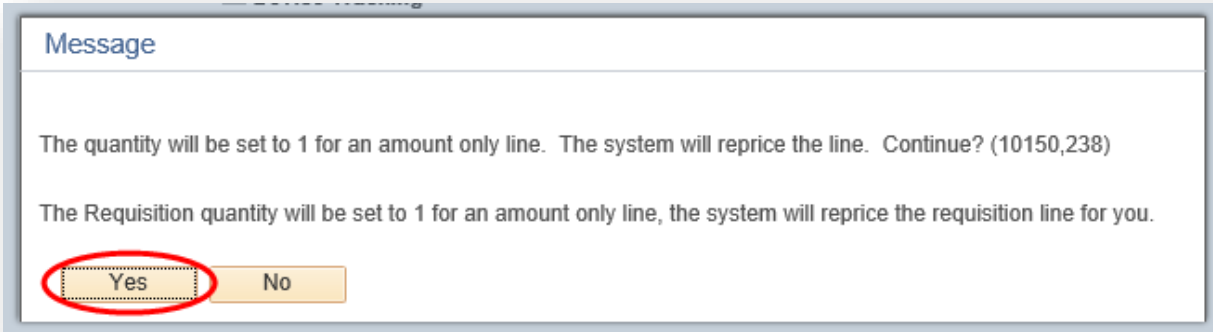 Message
The quantity will be set to 1 for an amount only line.  The system will reprice the line.  Continue? (10150,238)
The Requisition quantity will be set to 1 for an amount only line, the system will reprice the requisition line for you.
Yes No